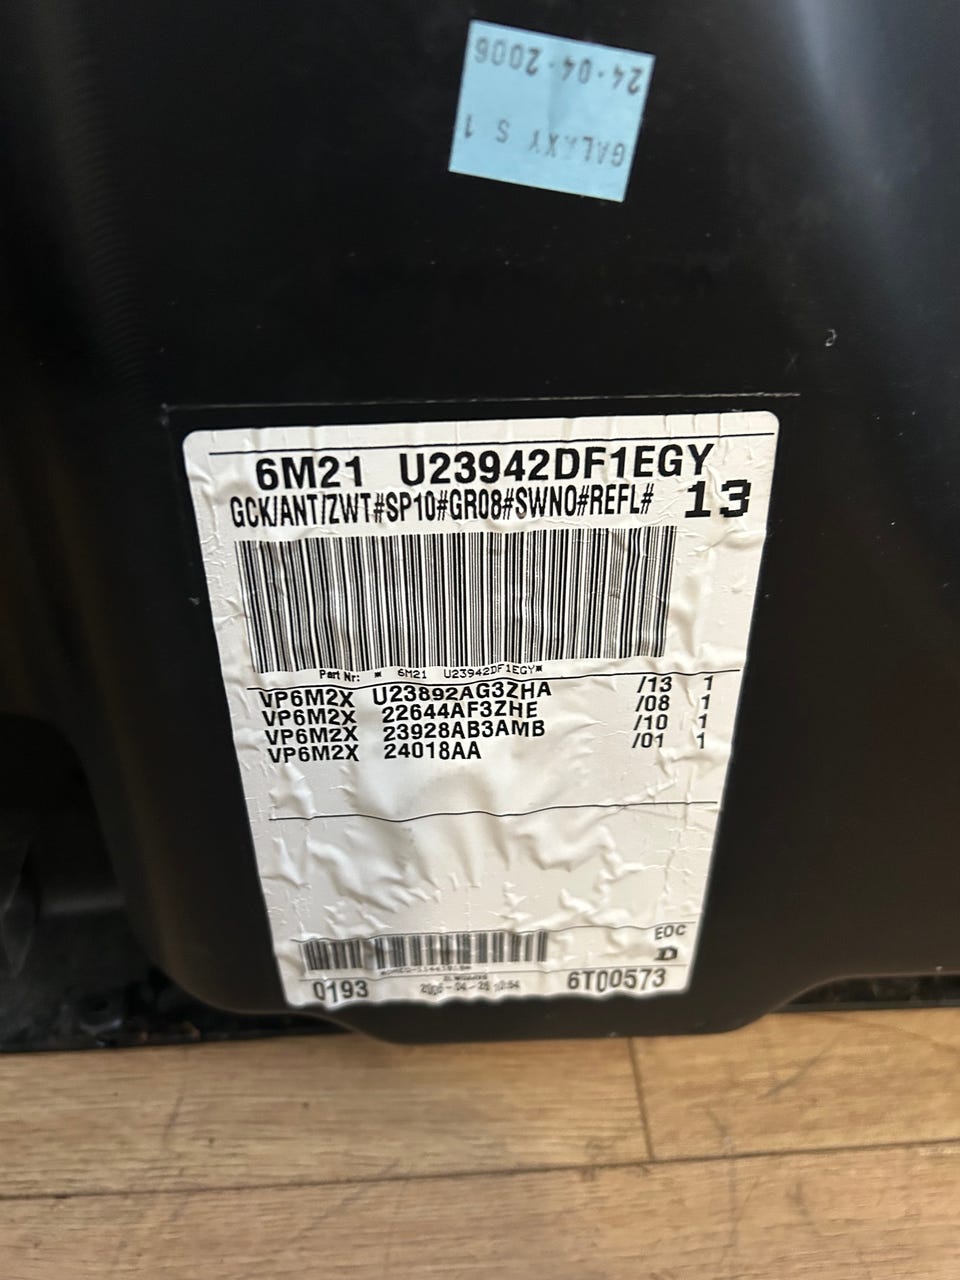 24-04-2006
GALAXY S 1
6M21 U23942DF1EGY
GCK/ANT/ZWT#SP10#GR08#SWNO#REFL# 13
Part Nr: * 6M21 U23942DF1EGY*
VP6M2X U23892AG3ZHA /13 1
VP6M2X 22644AF3ZHE /08 1
VP6M2X 23928AB3AMB /10 1
VP6M2X 24018AA /01 1
EOC
D
0193 6T00573